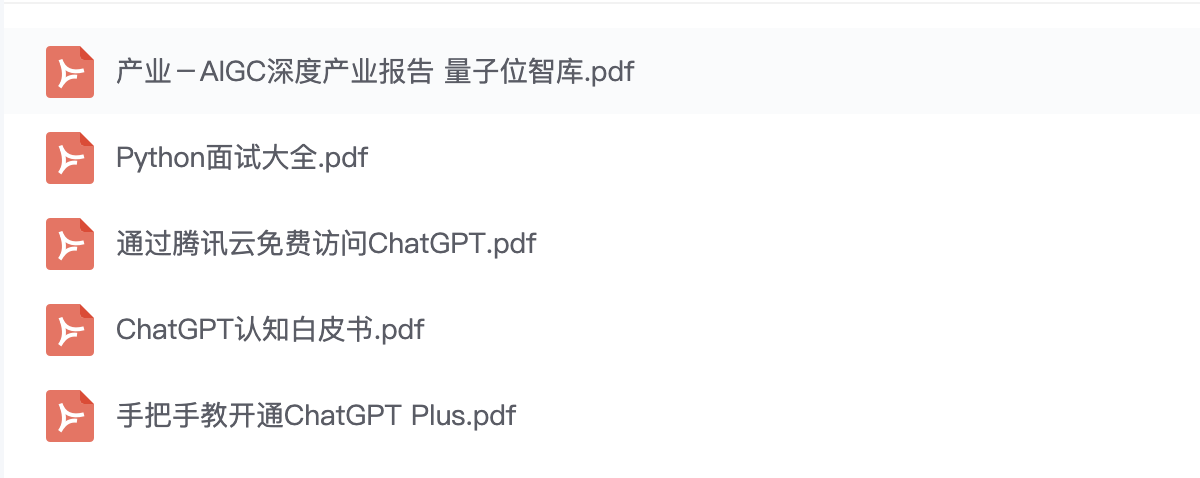 产业－AIGC深度产业报告 量子位智库.pdf
Python面试大全.pdf
通过腾讯云免费访问ChatGPT.pdf
ChatGPT认知白皮书.pdf
手把手教开通ChatGPT Plus.pdf